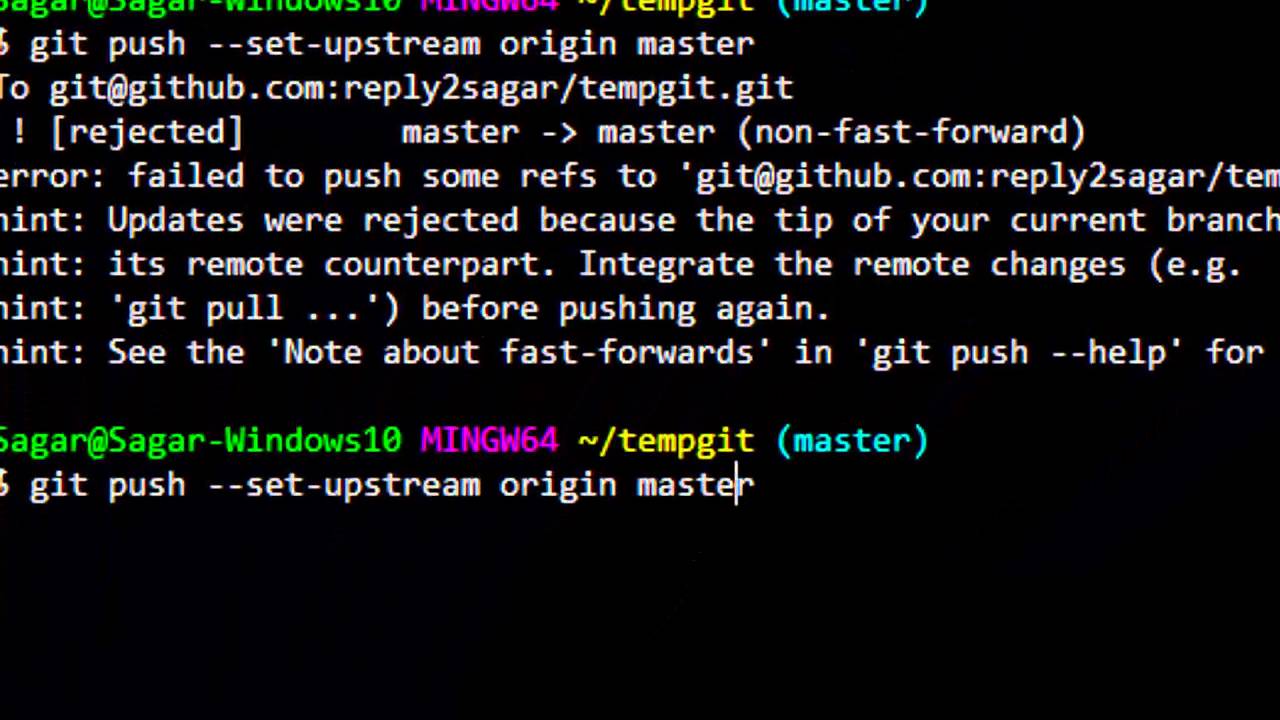 Sagar@Sagar-Windows10 MINGW64 ~/tempgit (master)
$ git push --set-upstream origin master
To git@github.com:reply2sagar/tempgit.git
! [rejected] master -> master (non-fast-forward)
error: failed to push some refs to 'git@github.com:reply2sagar/tem
hint: Updates were rejected because the tip of your current branch
hint: its remote counterpart. Integrate the remote changes (e.g.
hint: 'git pull ...') before pushing again.
hint: See the 'Note about fast-forwards' in 'git push --help' for
Sagar@Sagar-Windows10 MINGW64 ~/tempgit (master)
$ git push --set-upstream origin master